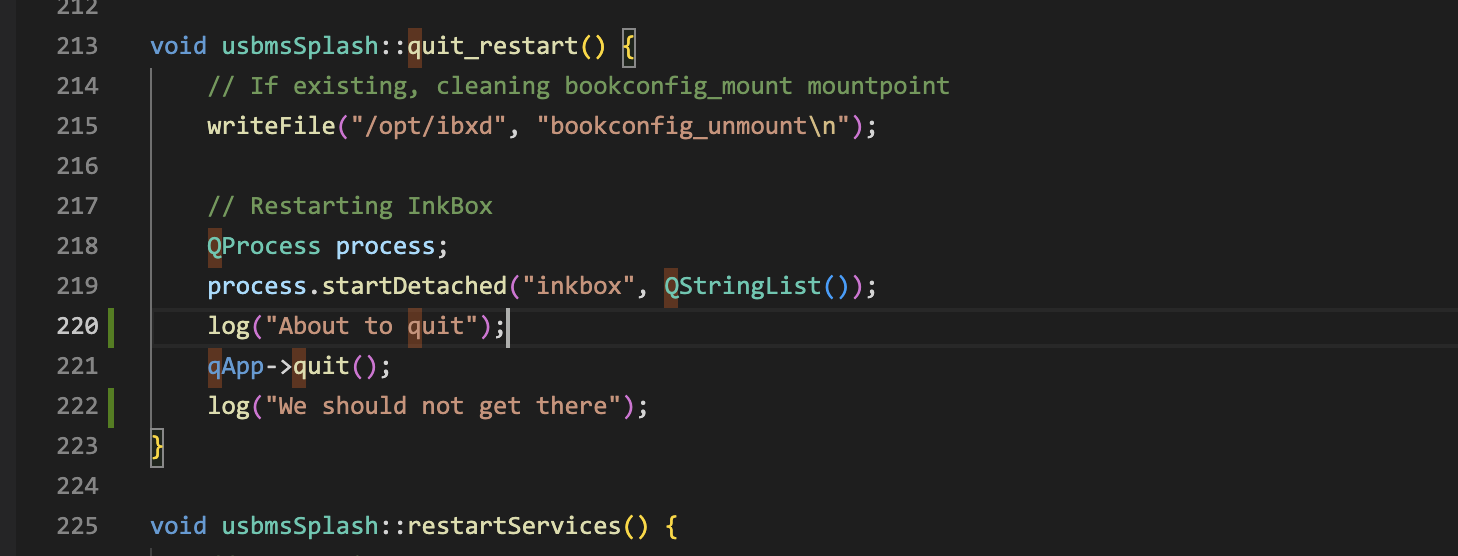 212
213 void usbmsSplash::quit_restart() {
214 // If existing, cleaning bookconfig_mount mountpoint
215 writeFile("/opt/ibxd", "bookconfig_unmount\n");
216
217 // Restarting InkBox
218 QProcess process;
219 process.startDetached("inkbox", QStringList());
220 log("About to quit");
221 qApp->quit();
222 log("We should not get there");
223 }
224
225 void usbmsSplash::restartServices() {